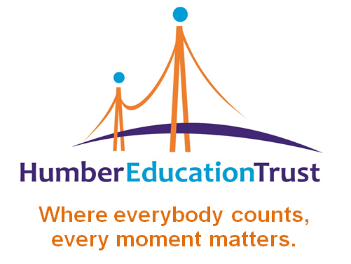 HumberEducationTrust
Where everybody counts,
every moment matters.